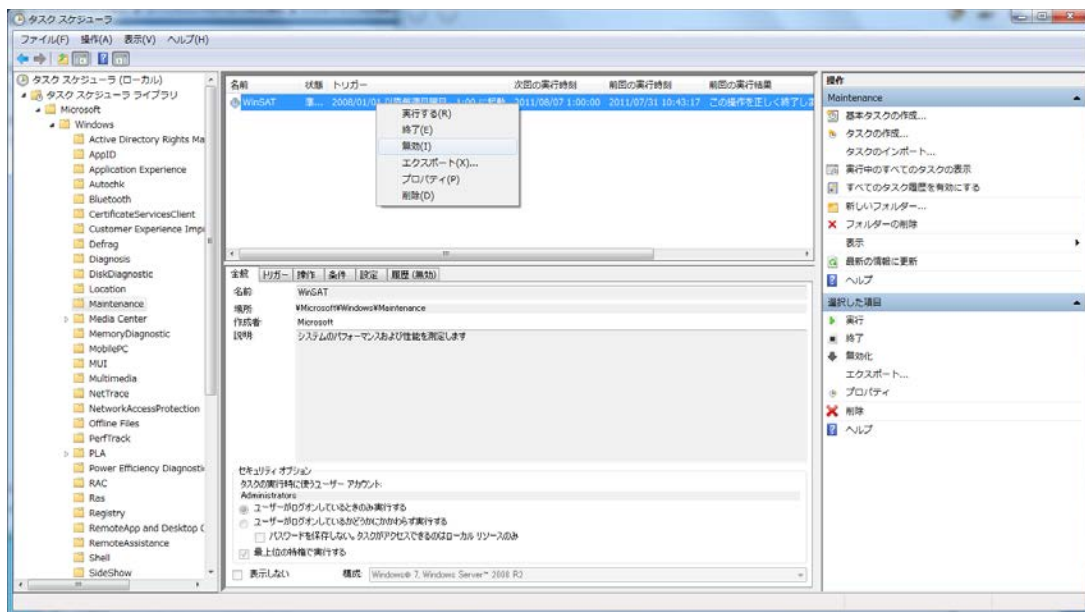 タスク スケジューラ
ファイル(F) 操作(A) 表示(V) ヘルプ(H)
タスク スケジューラ (ローカル)
タスク スケジューラ ライブラリ
Microsoft
Windows
Active Directory Rights Ma
AppID
Application Experience
Autochk
Bluetooth
CertificateServicesClient
Customer Experience Impr
Defrag
Diagnosis
DiskDiagnostic
Location
Maintenance
Media Center
MemoryDiagnostic
MobilePC
MUI
Multimedia
NetTrace
NetworkAccessProtection
Offline Files
PerfTrack
PLA
Power Efficiency Diagnosti
RAC
Ras
Registry
RemoteApp and Desktop C
RemoteAssistance
Shell
SideShow
名前 状態 トリガー 次回の実行時刻 前回の実行時刻 前回の実行結果
WinSAT 準... 2008/01/01 以降毎週日曜日 1:00 に起動 2011/08/07 1:00:00 2011/07/31 10:43:17 この操作を正しく終了しま
実行する(R)
終了(E)
無効(I)
エクスポート(X)...
プロパティ(P)
削除(D)
全般 トリガー 操作 条件 設定 履歴 (無効)
名前 WinSAT
場所 ¥Microsoft¥Windows¥Maintenance
作成者 Microsoft
説明 システムのパフォーマンスおよび性能を測定します
セキュリティ オプション
タスクの実行時に使うユーザー アカウント:
Administrators
ユーザーがログオンしているときのみ実行する
ユーザーがログオンしているかどうかにかかわらず実行する
パスワードを保存しない。タスクがアクセスできるのはローカル リソースのみ
最上位の特権で実行する
表示しない 構成: Windows® 7, Windows Server™ 2008 R2
操作
Maintenance
基本タスクの作成...
タスクの作成...
タスクのインポート...
実行中のすべてのタスクの表示
すべてのタスク履歴を有効にする
新しいフォルダー...
フォルダーの削除
表示
最新の情報に更新
ヘルプ
選択した項目
実行
終了
無効化
エクスポート...
プロパティ
削除
ヘルプ